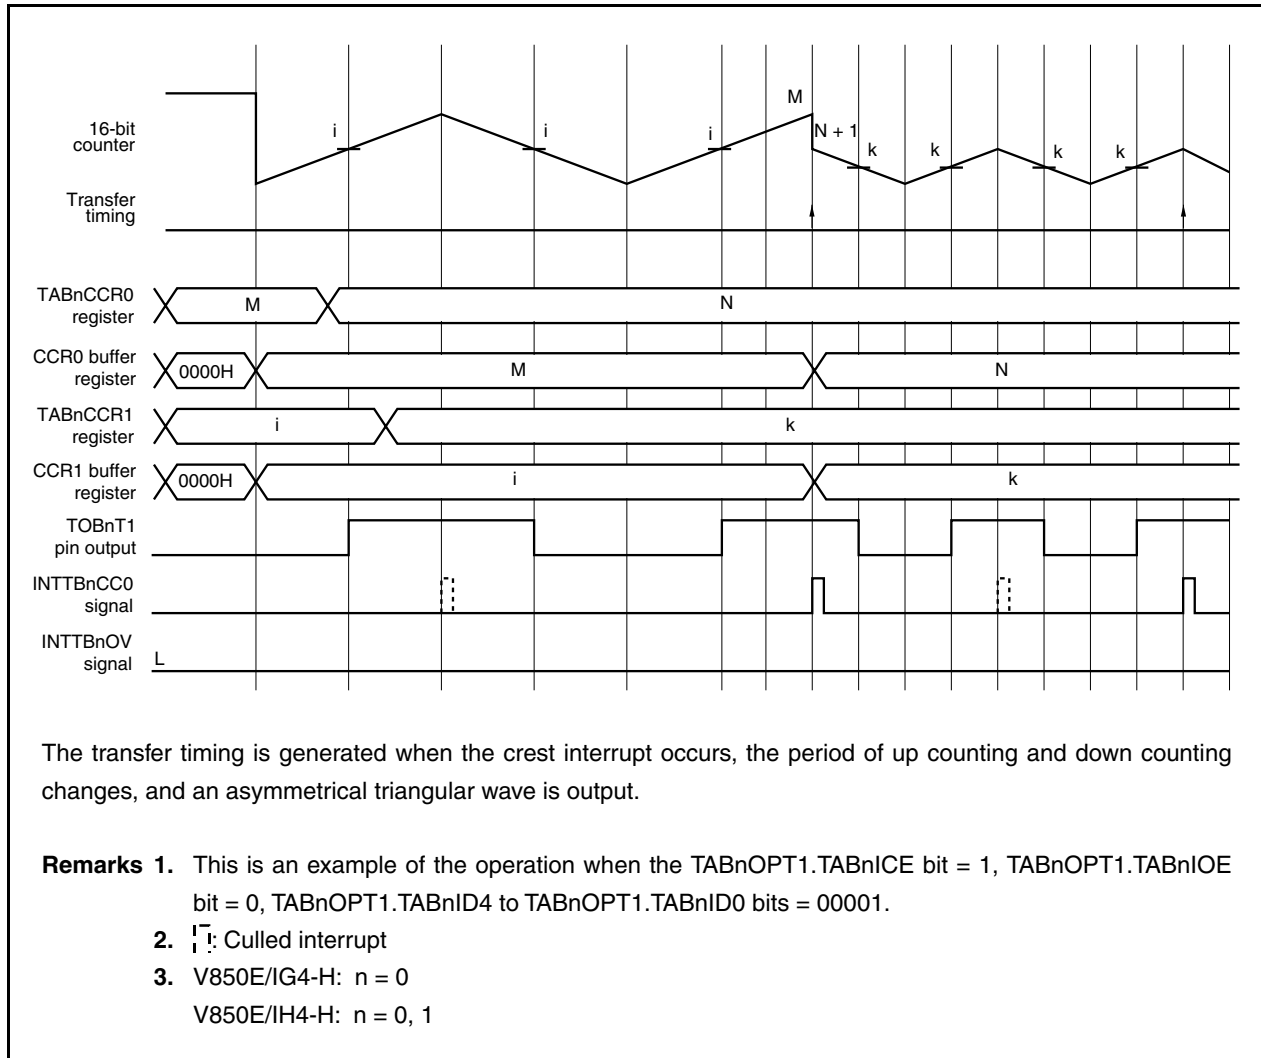 M
16-bit
counter
i
i
i
N + 1
k
k
k
k
Transfer
timing
TABnCCR0
register
M
N
CCR0 buffer
register
0000H
M
N
TABnCCR1
register
i
k
CCR1 buffer
register
0000H
i
k
TOBnT1
pin output
INTTBnCC0
signal
INTTBnOV
signal
L
The transfer timing is generated when the crest interrupt occurs, the period of up counting and down counting
changes, and an asymmetrical triangular wave is output.
Remarks 1. This is an example of the operation when the TABnOPT1.TABnICE bit = 1, TABnOPT1.TABnIOE
bit = 0, TABnOPT1.TABnID4 to TABnOPT1.TABnID0 bits = 00001.
2. : Culled interrupt
3. V850E/IG4-H: n = 0
V850E/IH4-H: n = 0, 1